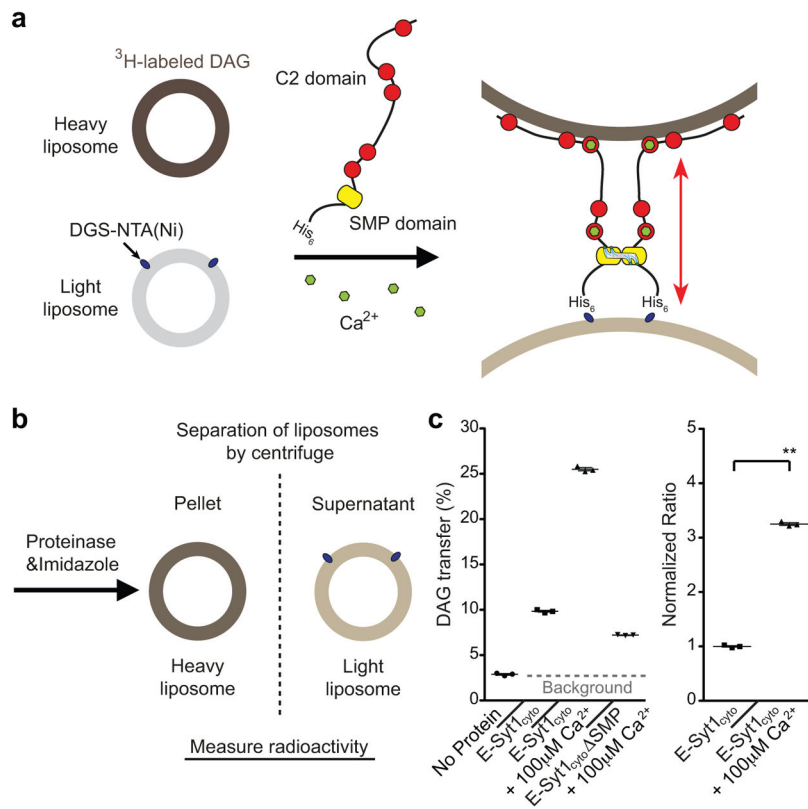 a
³H-labeled DAG
Heavy
liposome
DGS-NTA(Ni)
Light
liposome
C2 domain
His₆
SMP domain
Ca²⁺
His₆ His₆
b
Separation of liposomes
by centrifuge
Pellet Supernatant
Proteinase
&Imidazole
Heavy
liposome
Light
liposome
Measure radioactivity
c
DAG transfer (%)
30
25
20
15
10
5
0
Background
No Protein
E-Syt1cyto
E-Syt1cyto
+ 100µM Ca²⁺
E-Syt1cytoΔSMP
+ 100µM Ca²⁺
Normalized Ratio
5
4
3
2
1
0
**
E-Syt1cyto
E-Syt1cyto
+ 100µM Ca²⁺